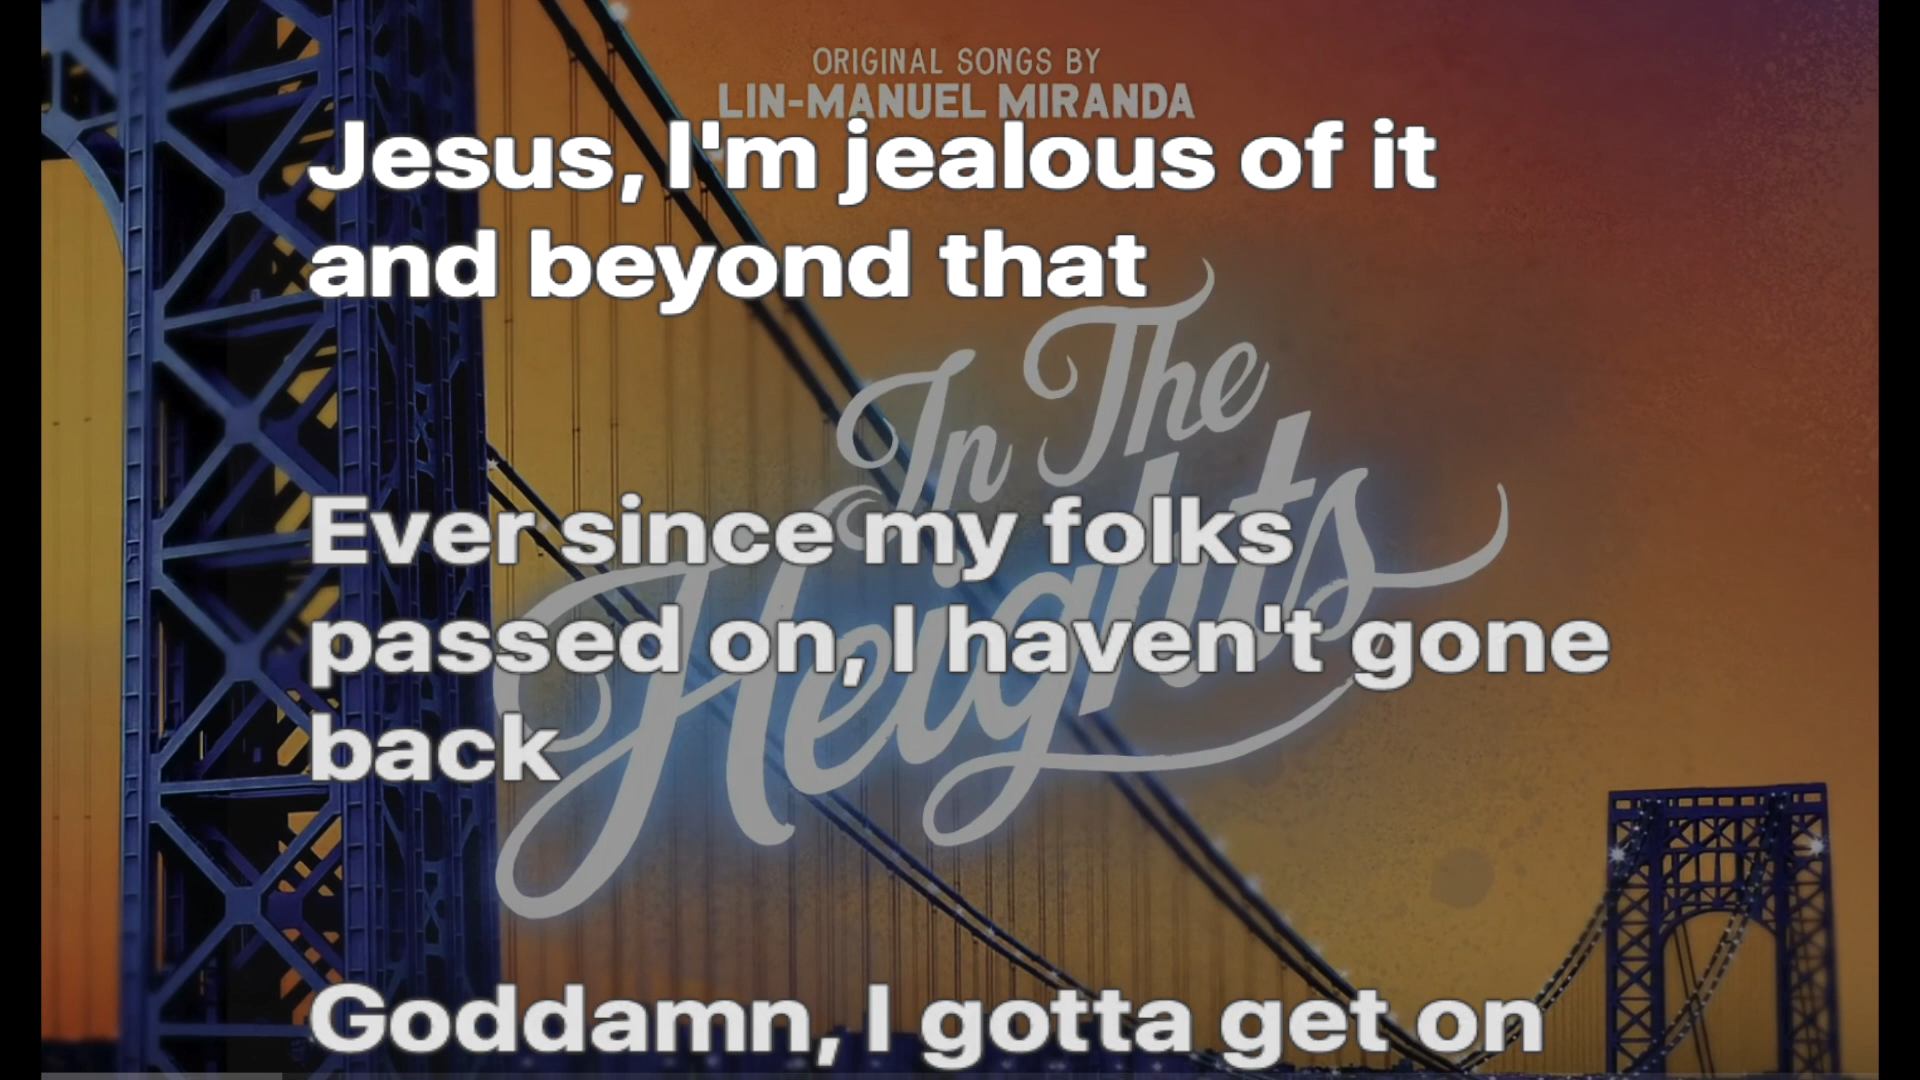 ORIGINAL SONGS BY
LIN-MANUEL MIRANDA
Jesus, I'm jealous of it
and beyond that
In The
Heights
Ever since my folks
passed on, I haven't gone
back
Goddamn, I gotta get on